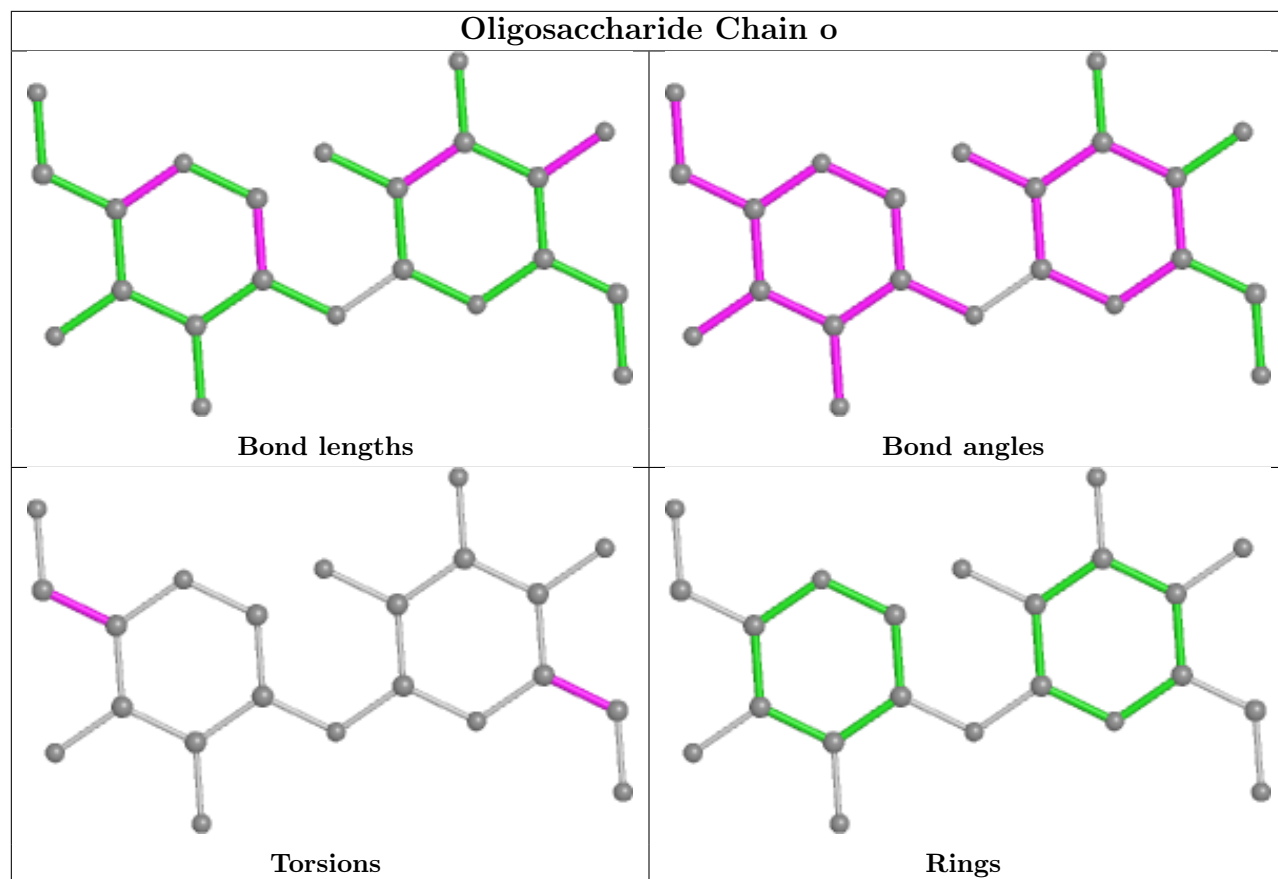 Oligosaccharide Chain o
Bond lengths
Bond angles
Torsions
Rings